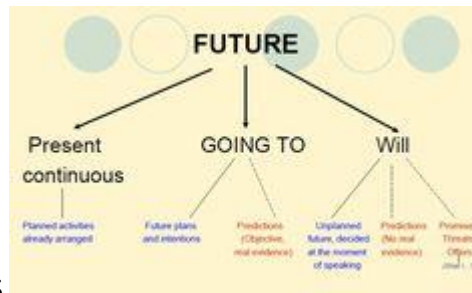 FUTURE
Present
continuous
GOING TO
Will
Planned activities
already arranged
Future plans
and intentions
Predictions
(Objective,
real evidence)
Unplanned
future, decided
at the moment
of speaking
Predictions
(No real
evidence)